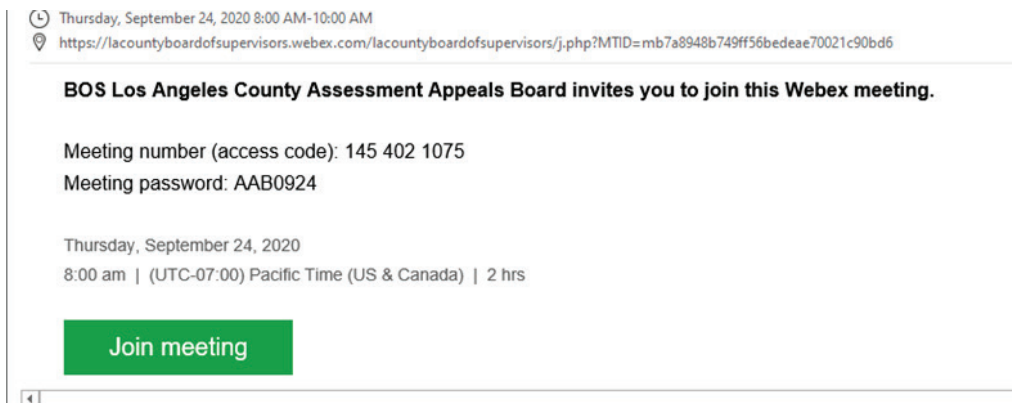 Thursday, September 24, 2020 8:00 AM-10:00 AM
https://lacountyboardofsupervisors.webex.com/lacountyboardofsupervisors/j.php?MTID=mb7a8948b749ff56bedeae70021c90bd6
BOS Los Angeles County Assessment Appeals Board invites you to join this Webex meeting.
Meeting number (access code): 145 402 1075
Meeting password: AAB0924
Thursday, September 24, 2020
8:00 am | (UTC-07:00) Pacific Time (US & Canada) | 2 hrs
Join meeting